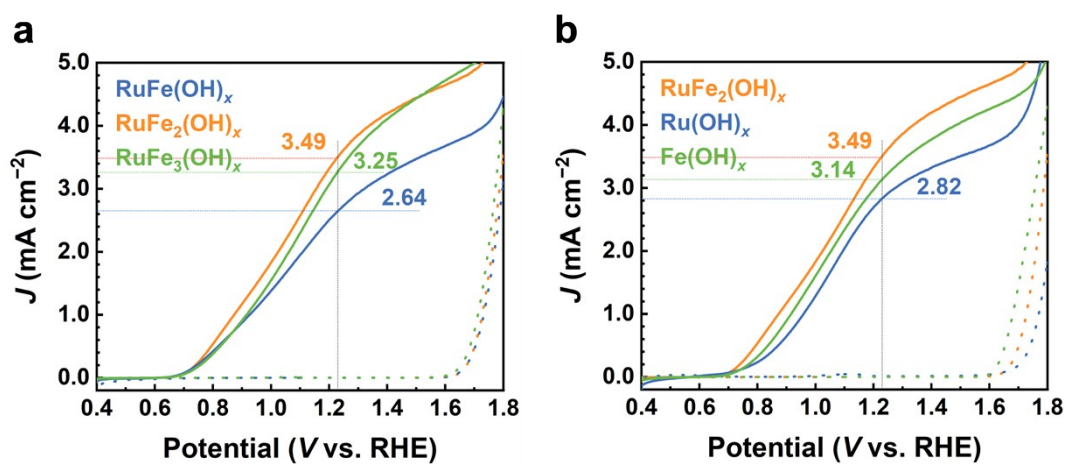 a
5.0
4.0
3.0
2.0
1.0
0.0
J (mA cm⁻²)
RuFe(OH)ₓ
RuFe₂(OH)ₓ
RuFe₃(OH)ₓ
3.49
3.25
2.64
0.4 0.6 0.8 1.0 1.2 1.4 1.6 1.8
Potential (V vs. RHE)
b
5.0
4.0
3.0
2.0
1.0
0.0
J (mA cm⁻²)
RuFe₂(OH)ₓ
Ru(OH)ₓ
Fe(OH)ₓ
3.49
3.14
2.82
0.4 0.6 0.8 1.0 1.2 1.4 1.6 1.8
Potential (V vs. RHE)